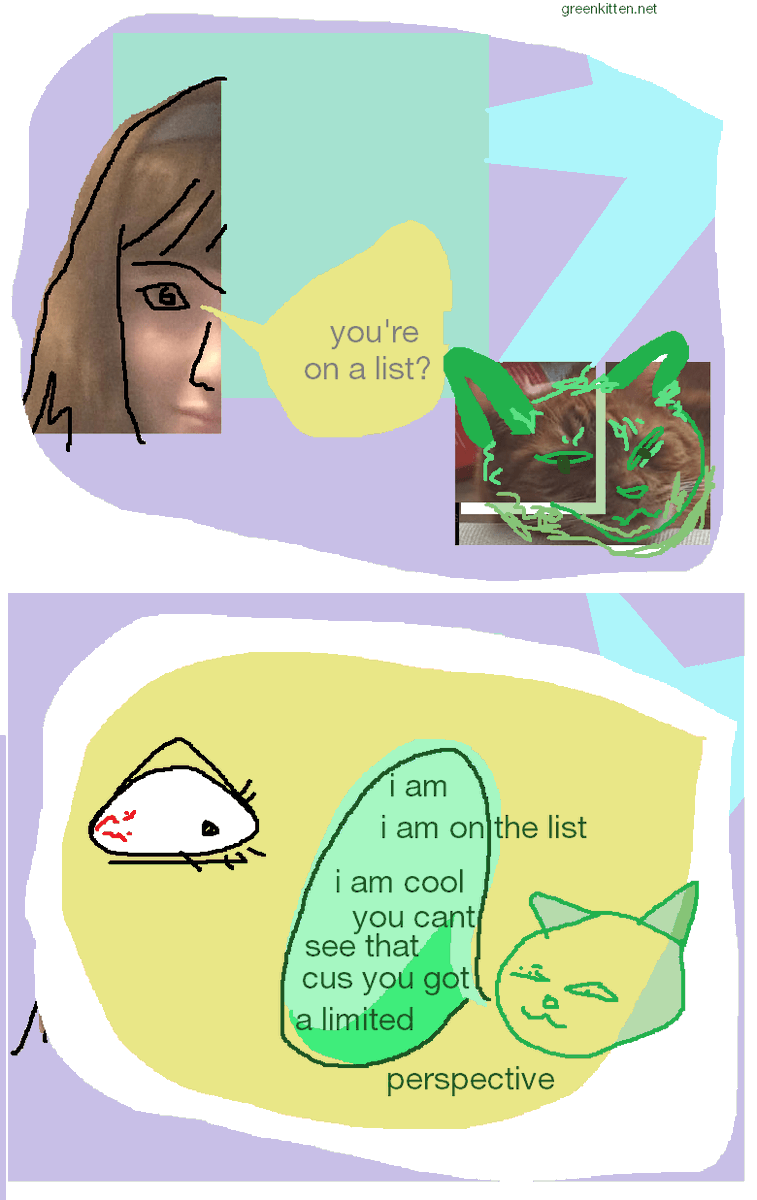 greenkitten.net
you're
on a list?
i am
i am on the list
i am cool
you cant
see that
cus you got
a limited
perspective